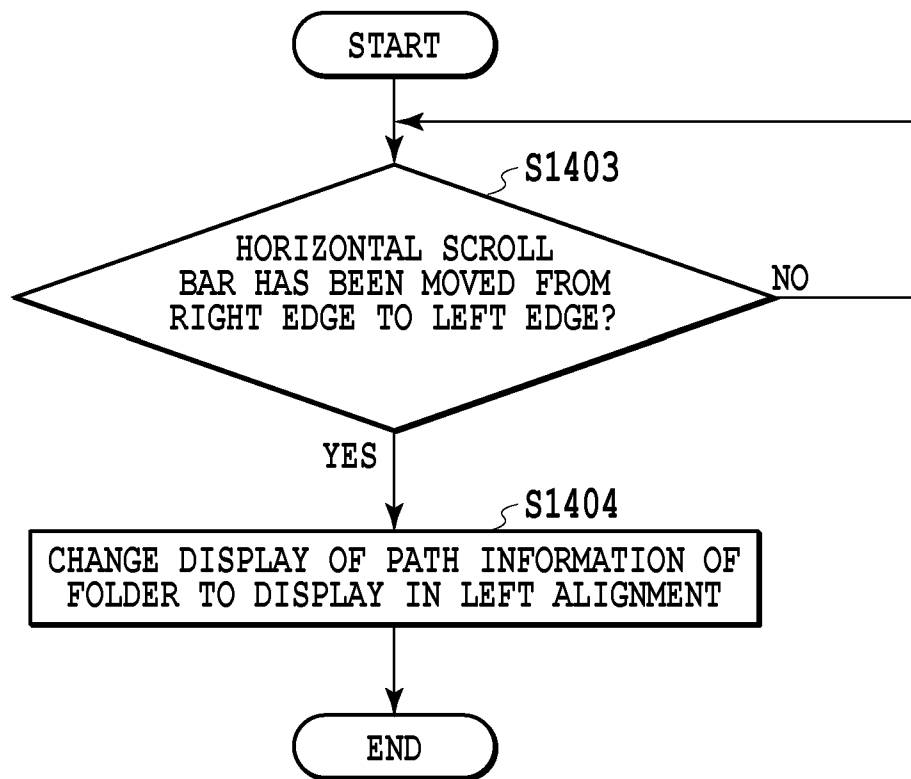 START
S1403
HORIZONTAL SCROLL
BAR HAS BEEN MOVED FROM
RIGHT EDGE TO LEFT EDGE?
NO
YES
S1404
CHANGE DISPLAY OF PATH INFORMATION OF
FOLDER TO DISPLAY IN LEFT ALIGNMENT
END